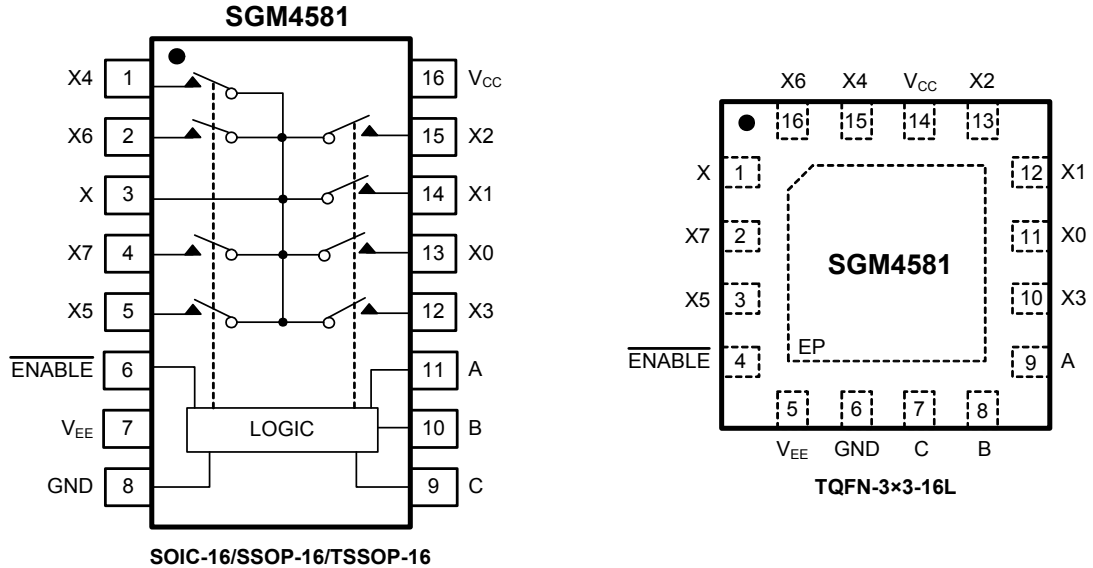 SGM4581
X4 1 16 VCC
X6 2 15 X2
X 3 14 X1
X7 4 13 X0
X5 5 12 X3
ENABLE 6 11 A
VEE 7 LOGIC 10 B
GND 8 9 C
SOIC-16/SSOP-16/TSSOP-16
X6 X4 VCC X2
16 15 14 13
X 1 12 X1
X7 2 11 X0
SGM4581
X5 3 10 X3
EP
ENABLE 4 9 A
5 6 7 8
VEE GND C B
TQFN-3×3-16L